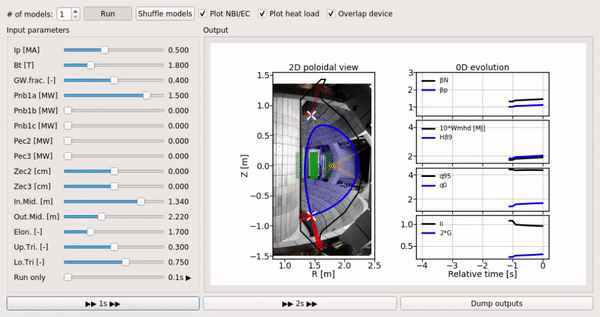 # of models: 1 Run Shuffle models Plot NBI/EC Plot heat load Overlap device
Input parameters
Ip [MA] 0.500
Bt [T] 1.800
GW.frac. [-] 0.400
Pnb1a [MW] 1.500
Pnb1b [MW] 0.000
Pnb1c [MW] 0.000
Pec2 [MW] 0.000
Pec3 [MW] 0.000
Zec2 [cm] 0.000
Zec3 [cm] 0.000
In.Mid. [m] 1.340
Out.Mid. [m] 2.220
Elon. [-] 1.700
Up.Tri. [-] 0.300
Lo.Tri [-] 0.750
Run only 0.1s ▶
▶▶ 1s ▶▶
Output
2D poloidal view
1.5
1.0
0.5
0.0
−0.5
−1.0
−1.5
Z [m]
1.0 1.5 2.0 2.5
R [m]
0D evolution
3
2
1
βN
βp
4
2
10*Wmhd [MJ]
H89
4
2
q95
q0
1.0
0.5
li
2*G
−4 −3 −2 −1 0
Relative time [s]
▶▶ 2s ▶▶
Dump outputs